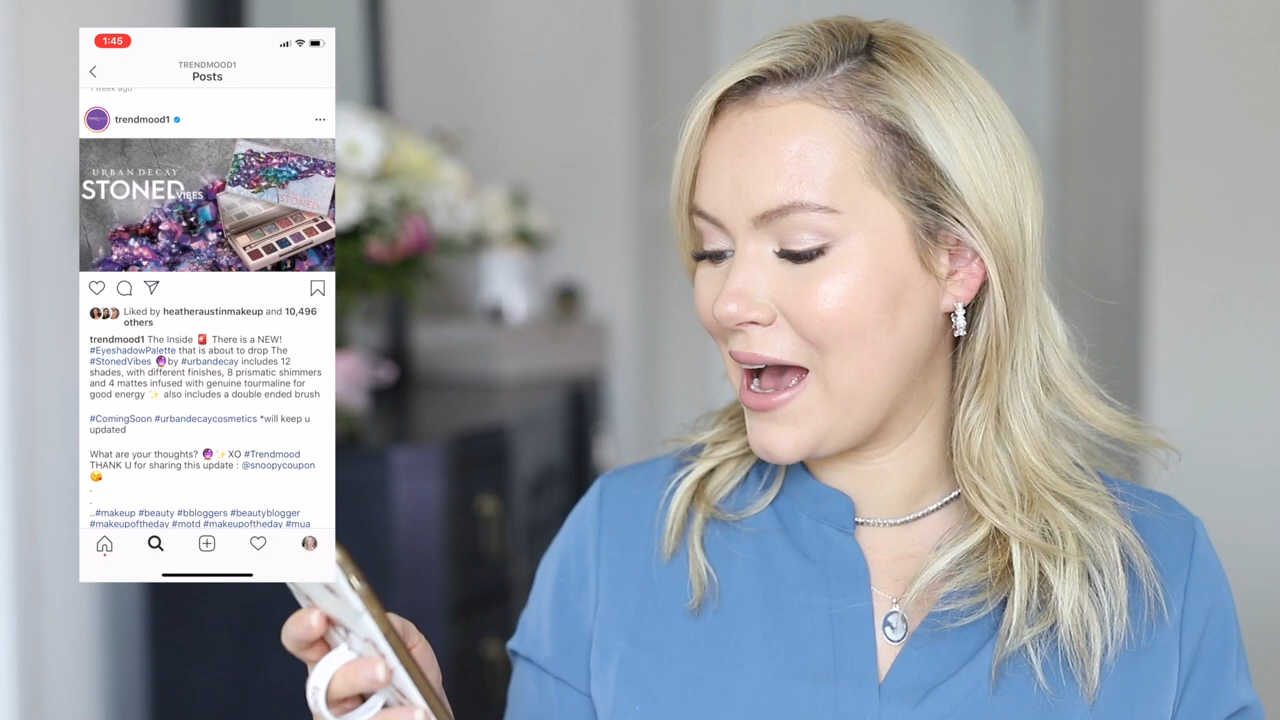 1:45
TRENDMOOD1
Posts
1 week ago
trendmood1
URBAN DECAY
STONED VIBES
STONED
Liked by heatheraustinmakeup and 10,496
others
trendmood1 The Inside 🚨 There is a NEW!
#EyeshadowPalette that is about to drop The
#StonedVibes 🔮by #urbandecay includes 12
shades, with different finishes, 8 prismatic shimmers
and 4 mattes infused with genuine tourmaline for
good energy ✨ also includes a double ended brush
#ComingSoon #urbandecaycosmetics *will keep u
updated
What are your thoughts? 🔮✨XO #Trendmood
THANK U for sharing this update : @snoopycoupon
😘
.
.
..#makeup #beauty #bbloggers #beautyblogger
#makeupoftheday #motd #makeupoftheday #mua